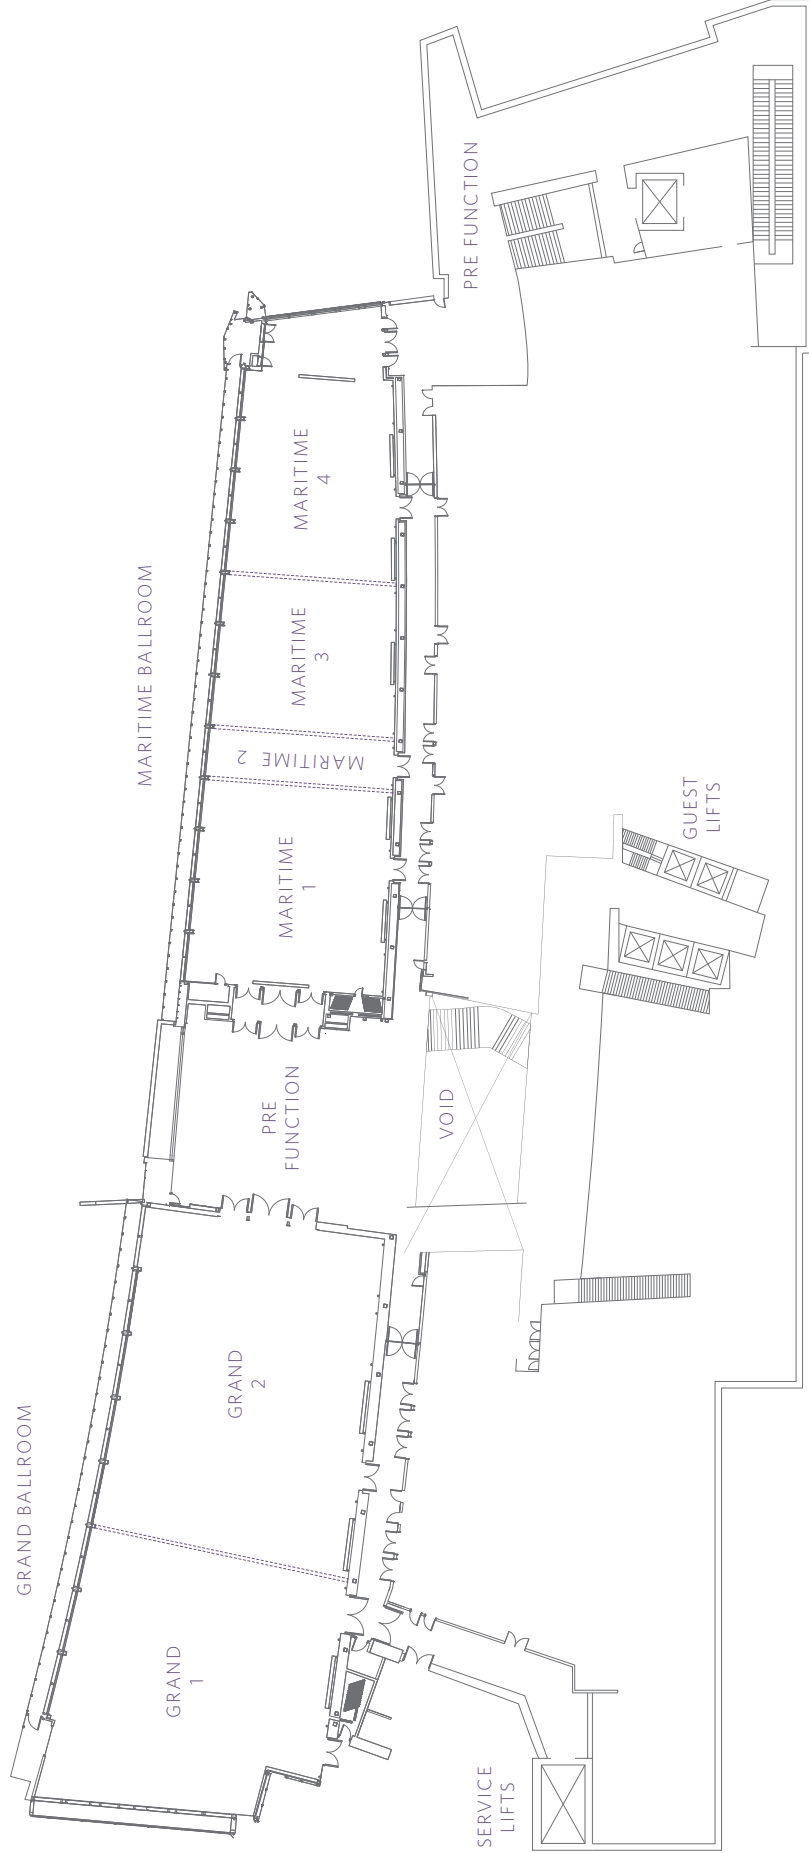 GRAND BALLROOM
MARITIME BALLROOM
GRAND
1
GRAND
2
PRE
FUNCTION
MARITIME
1
MARITIME 2
MARITIME
3
MARITIME
4
PRE FUNCTION
VOID
SERVICE
LIFTS
GUEST
LIFTS